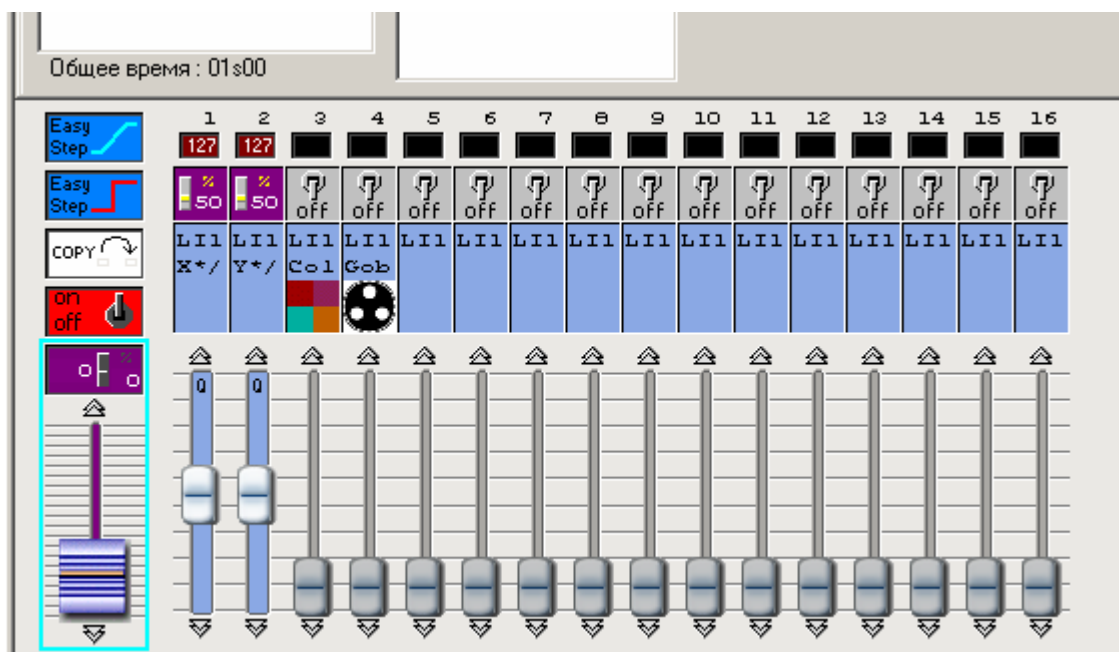 Общее время : 01s00
Easy Step
1 2 3 4 5 6 7 8 9 10 11 12 13 14 15 16
127 127
Easy Step
% 50 % 50 off off off off off off off off off off off off off off
COPY
LI1 LI1 LI1 LI1 LI1 LI1 LI1 LI1 LI1 LI1 LI1 LI1 LI1 LI1 LI1 LI1
X*/ Y*/ Col Gob
on off
0 % 0
Q Q